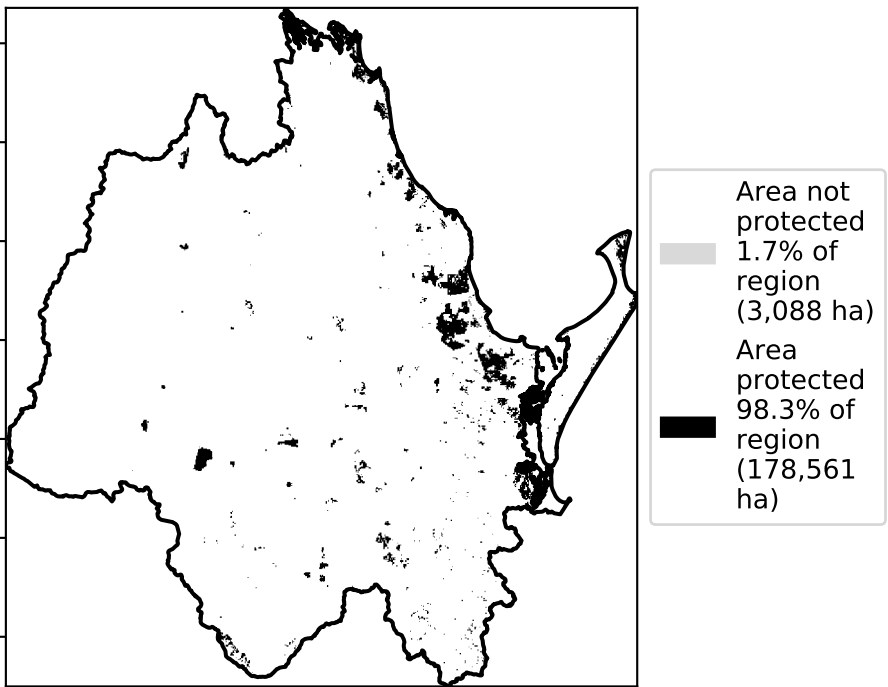 Area not
protected
1.7% of
region
(3,088 ha)
Area
protected
98.3% of
region
(178,561
ha)